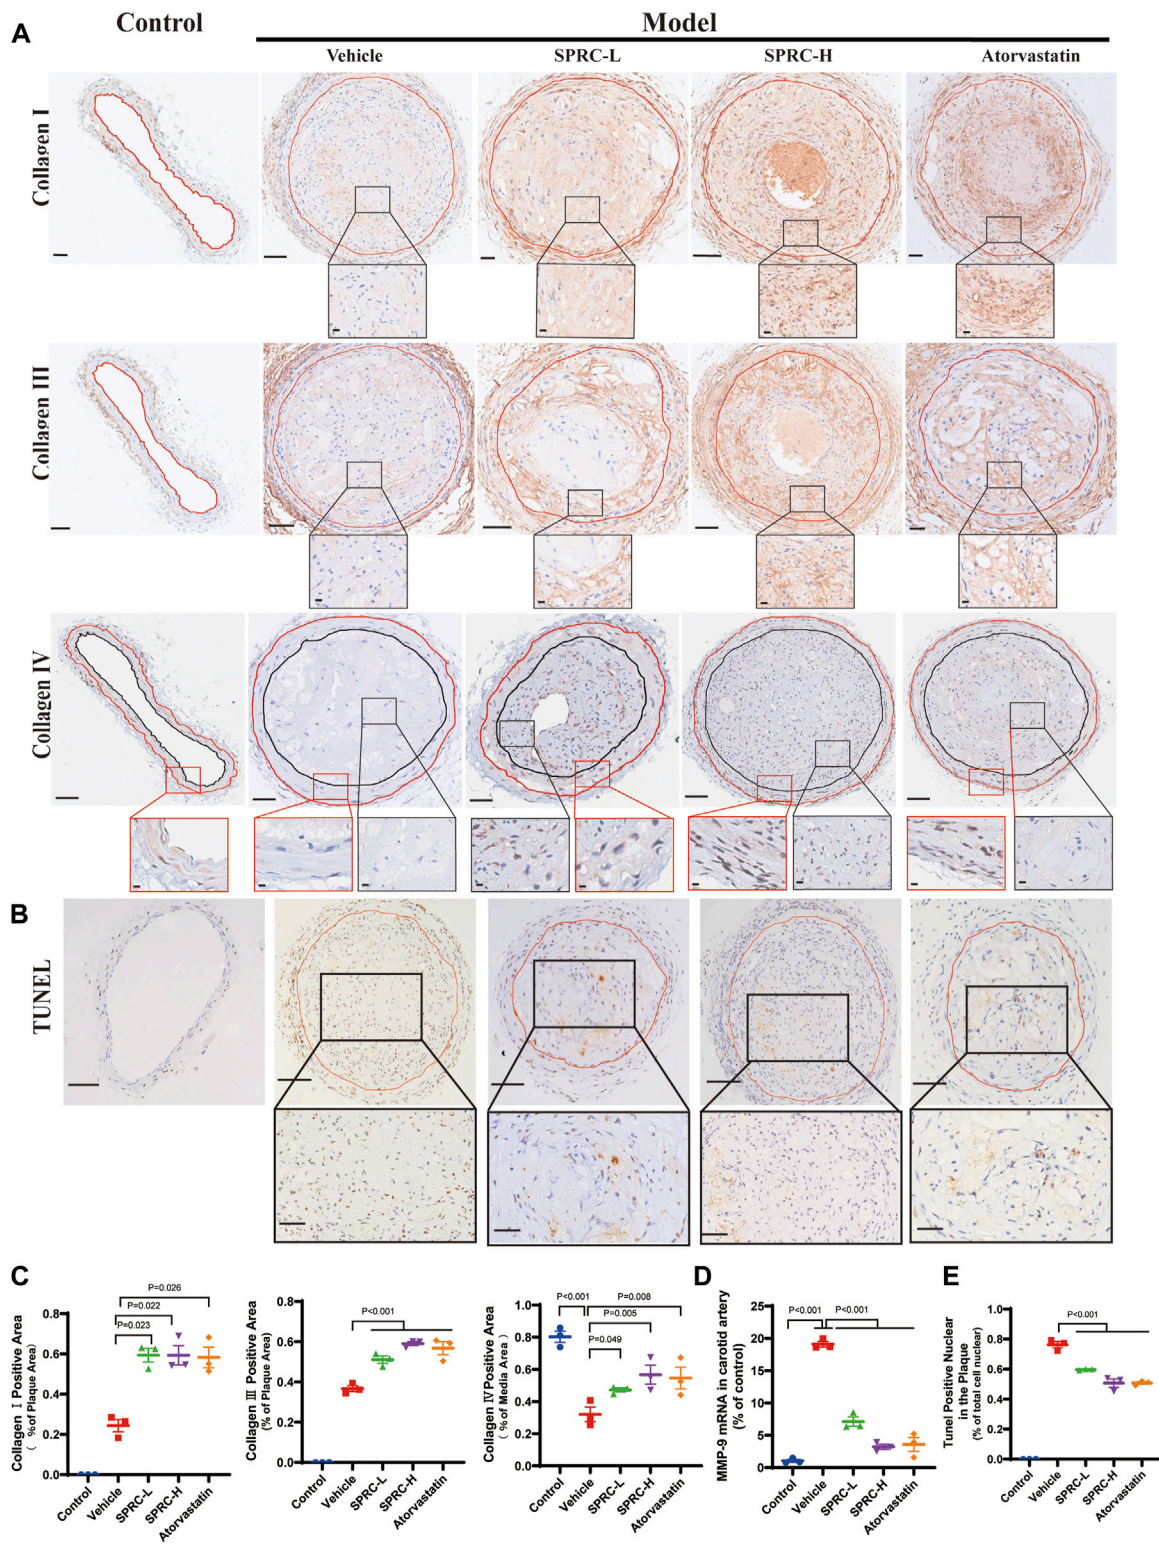 A
Control
Model
Vehicle
SPRC-L
SPRC-H
Atorvastatin
Collagen I
Collagen III
Collagen IV
B
TUNEL
C
Collagen I Positive Area
( % of Plaque Area)
0.8
0.6
0.4
0.2
0.0
P=0.026
P=0.022
P=0.023
Control
Vehicle
SPRC-L
SPRC-H
Atorvastatin
Collagen III Positive Area
(% of Plaque Area)
0.8
0.6
0.4
0.2
0.0
P<0.001
Control
Vehicle
SPRC-L
SPRC-H
Atorvastatin
Collagen IV Positive Area
( % of Media Area)
1.0
0.8
0.6
0.4
0.2
0.0
P<0.001
P=0.008
P=0.005
P=0.049
Control
Vehicle
SPRC-L
SPRC-H
Atorvastatin
D
MMP-9 mRNA in carotid artery
(% of control)
25
20
15
10
5
0
P<0.001
P<0.001
Control
Vehicle
SPRC-L
SPRC-H
Atorvastatin
E
Tunel Positive Nuclear
in the Plaque
(% of total cell nuclear)
1.0
0.8
0.6
0.4
0.2
0.0
P<0.001
Control
Vehicle
SPRC-L
SPRC-H
Atorvastatin